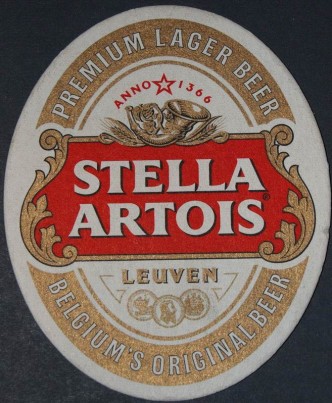 PREMIUM LAGER BEER
ANNO ☆ 1366
STELLA
ARTOIS®
LEUVEN
BELGIUM'S ORIGINAL BEER